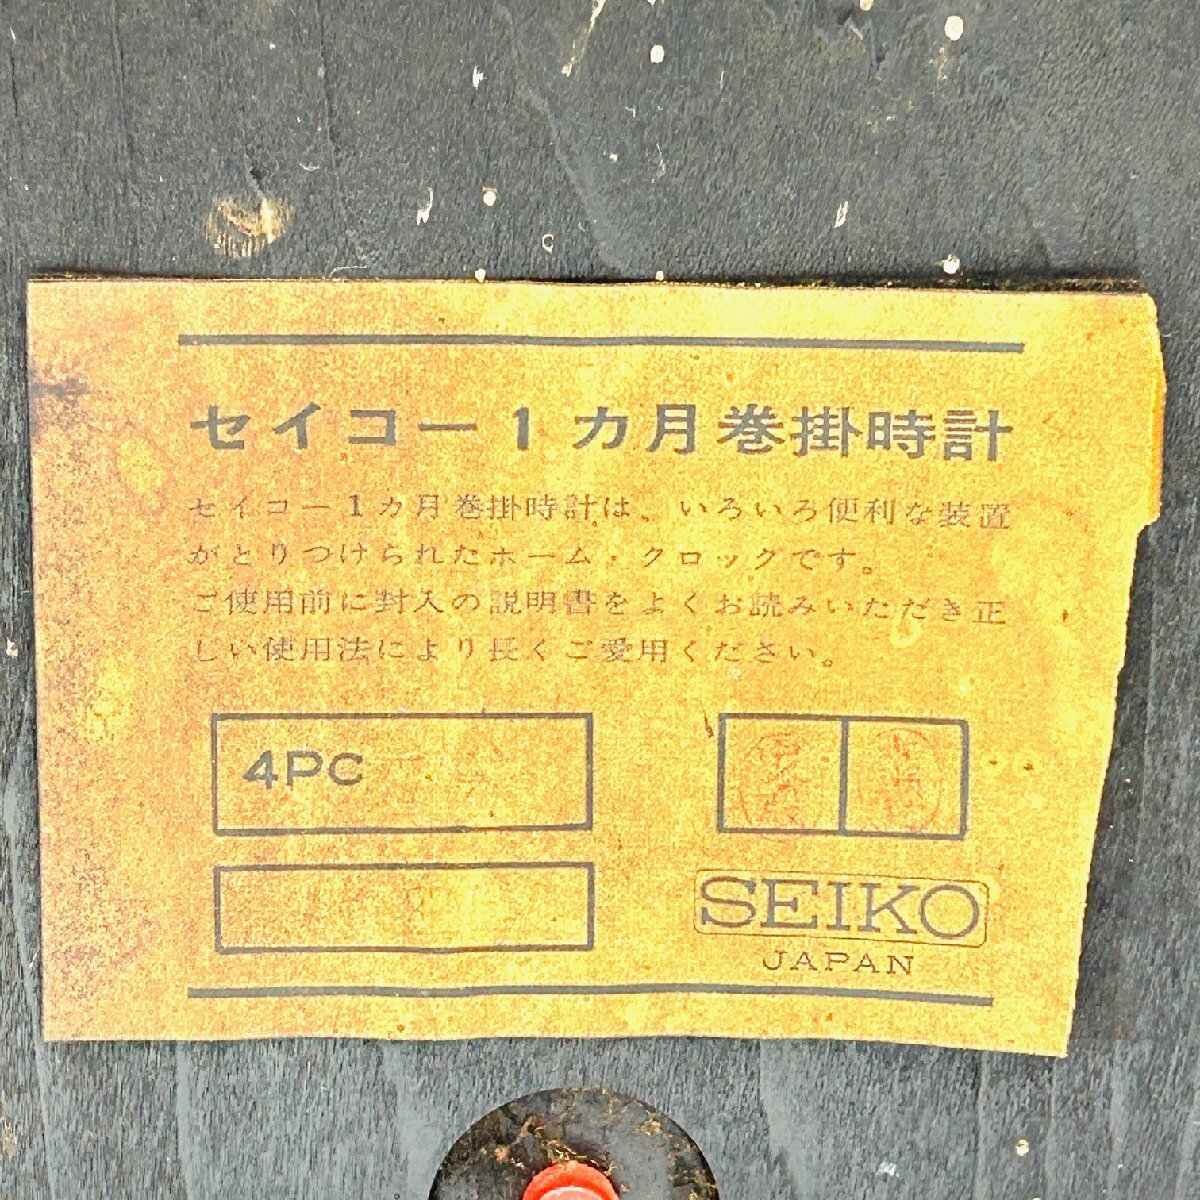 セイコー1カ月巻掛時計
セイコー1カ月巻掛時計は、いろいろ便利な装置
がとりつけられたホーム・クロックです。
ご使用前に封入の説明書をよくお読みいただき正
しい使用法により長くご愛用ください。
4PC
SEIKO
JAPAN